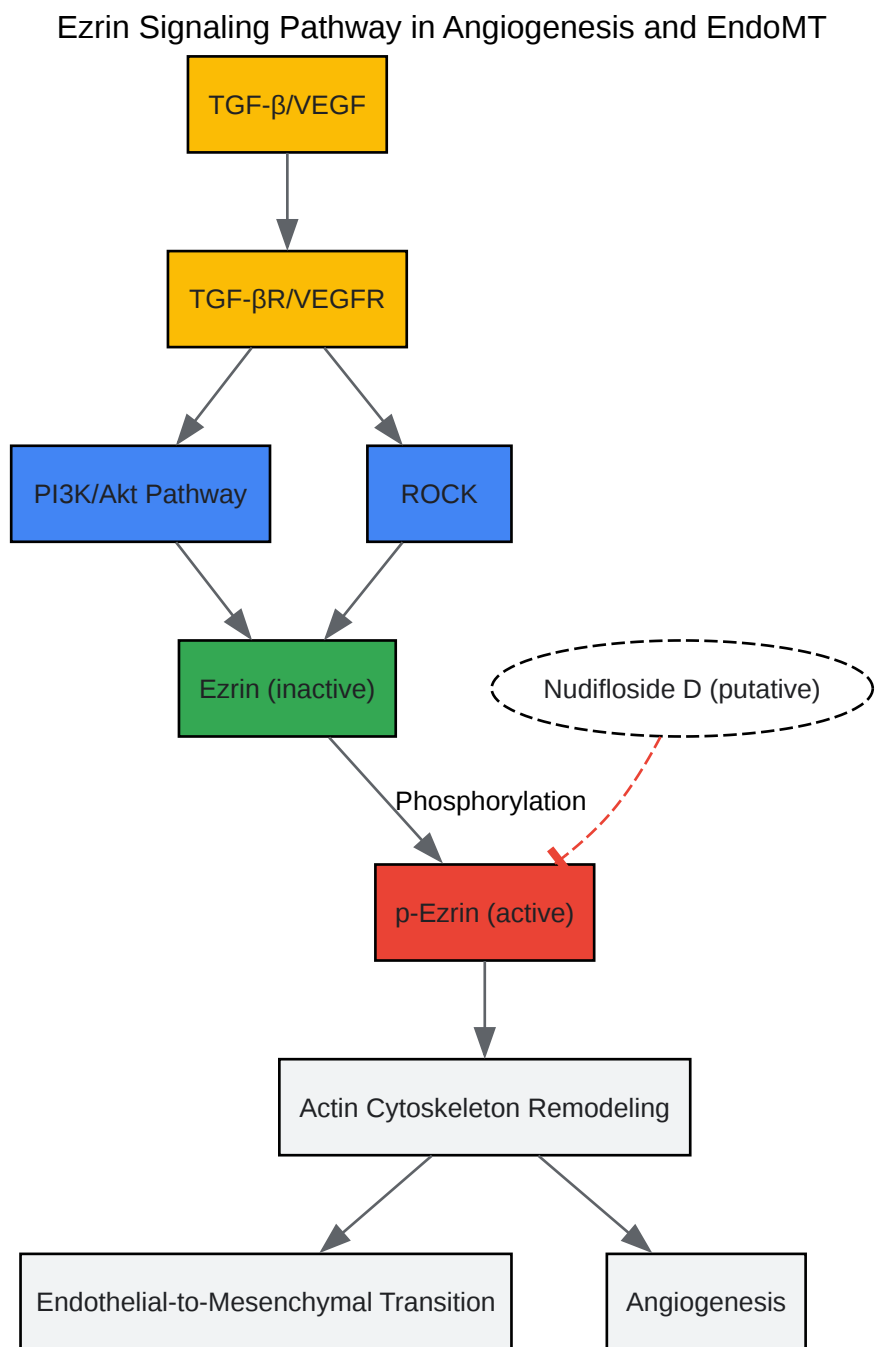 Ezrin Signaling Pathway in Angiogenesis and EndoMT
TGF-β/VEGF
TGF-βR/VEGFR
PI3K/Akt Pathway
ROCK
Ezrin (inactive)
Nudifloside D (putative)
Phosphorylation
p-Ezrin (active)
Actin Cytoskeleton Remodeling
Endothelial-to-Mesenchymal Transition
Angiogenesis